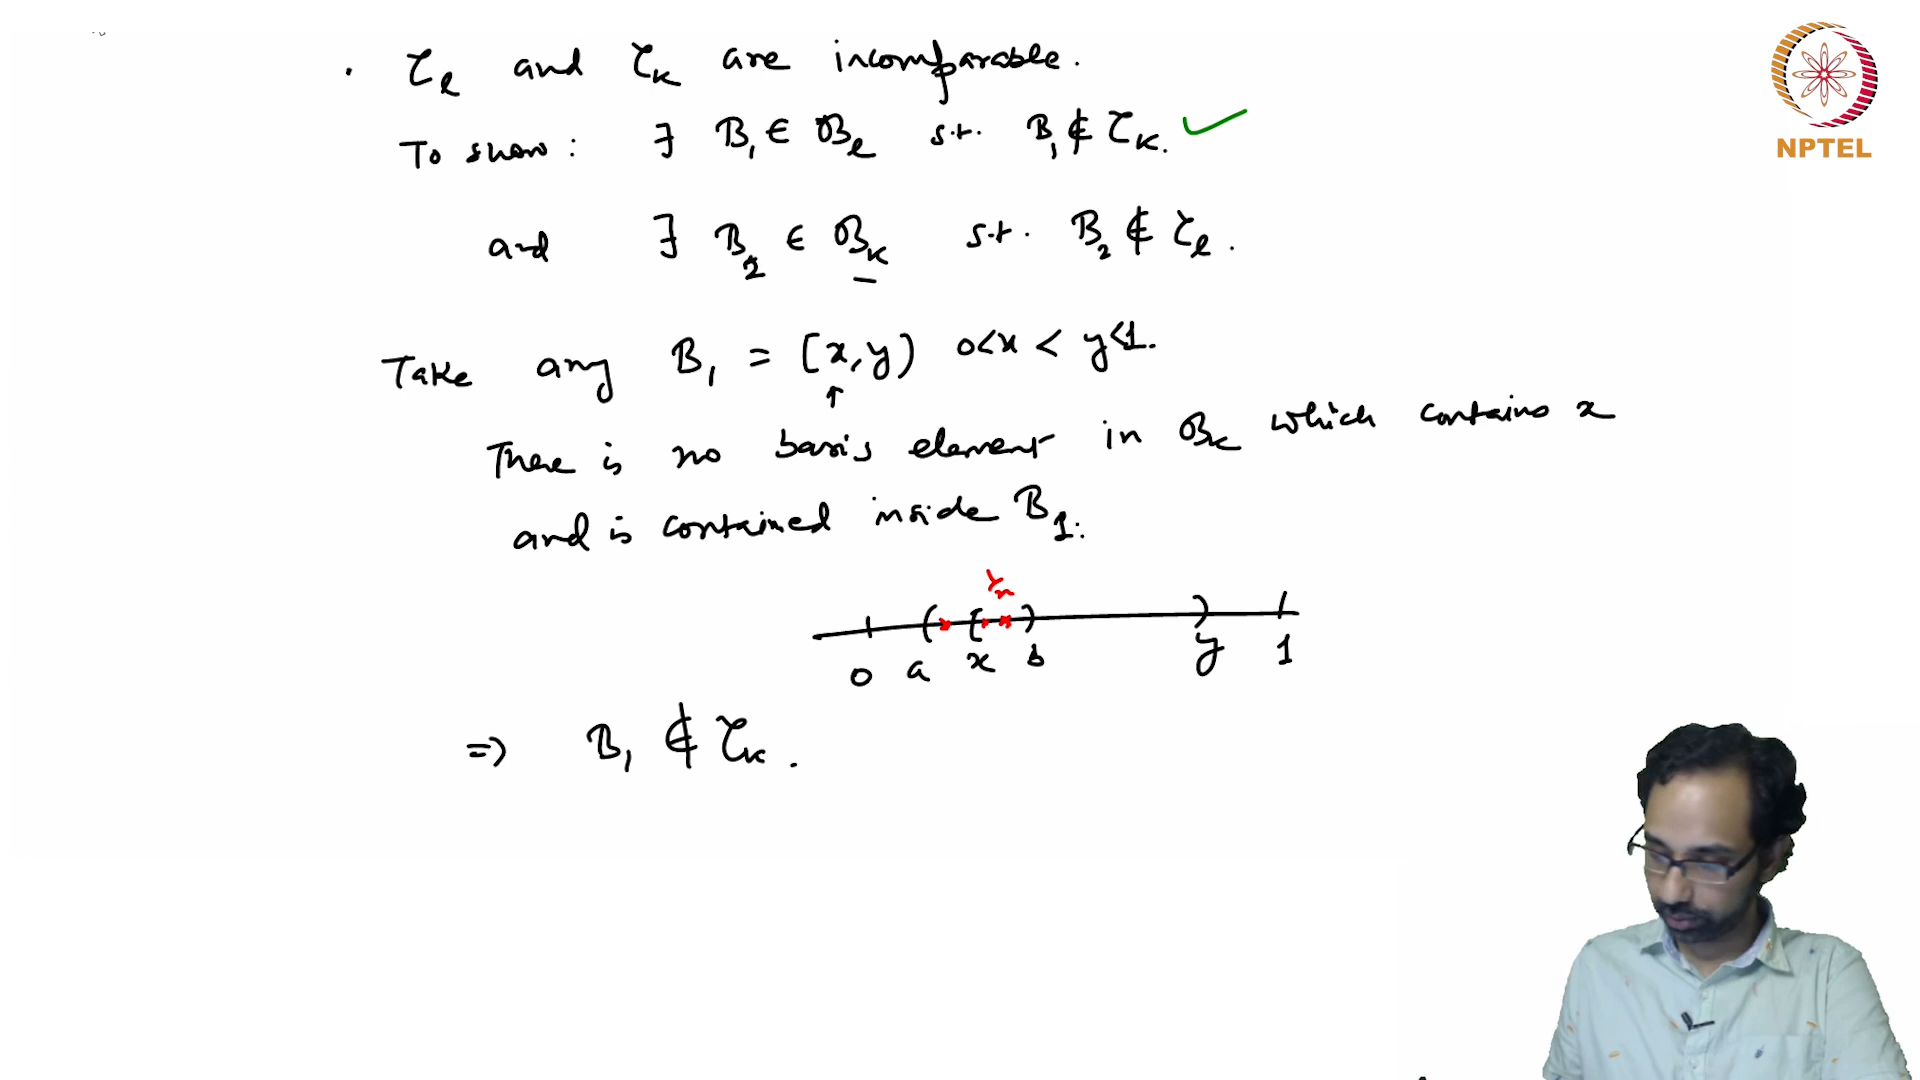 . τ_l and τ_K are incomparable.
NPTEL
To show : ∃ B_1 ∈ 𝓑_l s.t. B_1 ∉ τ_K. ✓
and ∃ B_2 ∈ 𝓑_K s.t. B_2 ∉ τ_l .
Take any B_1 = [x, y) 0<x < y<1.
↑
There is no basis element in 𝓑_K which contains x
and is contained inside B_1.
1/n
0 a x b y 1
=> B_1 ∉ τ_K .